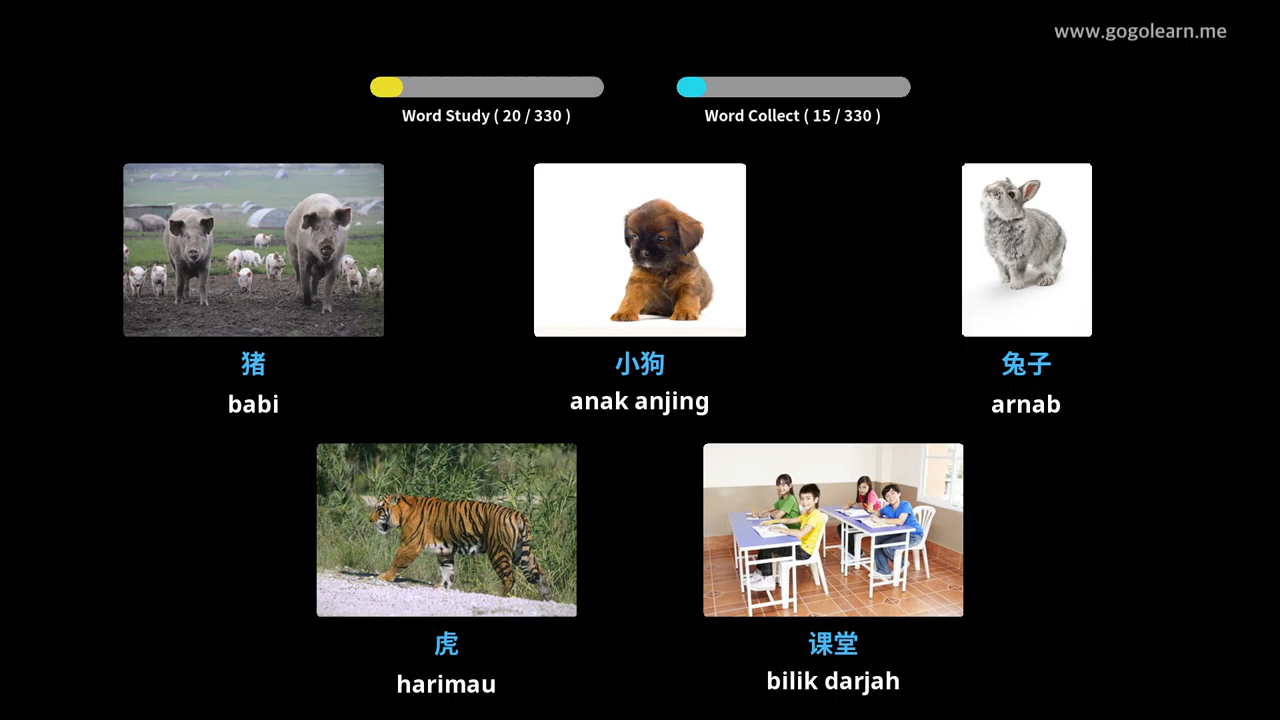 www.gogolearn.me
Word Study ( 20 / 330 )
Word Collect ( 15 / 330 )
猪
小狗
兔子
babi
anak anjing
arnab
虎
课堂
harimau
bilik darjah